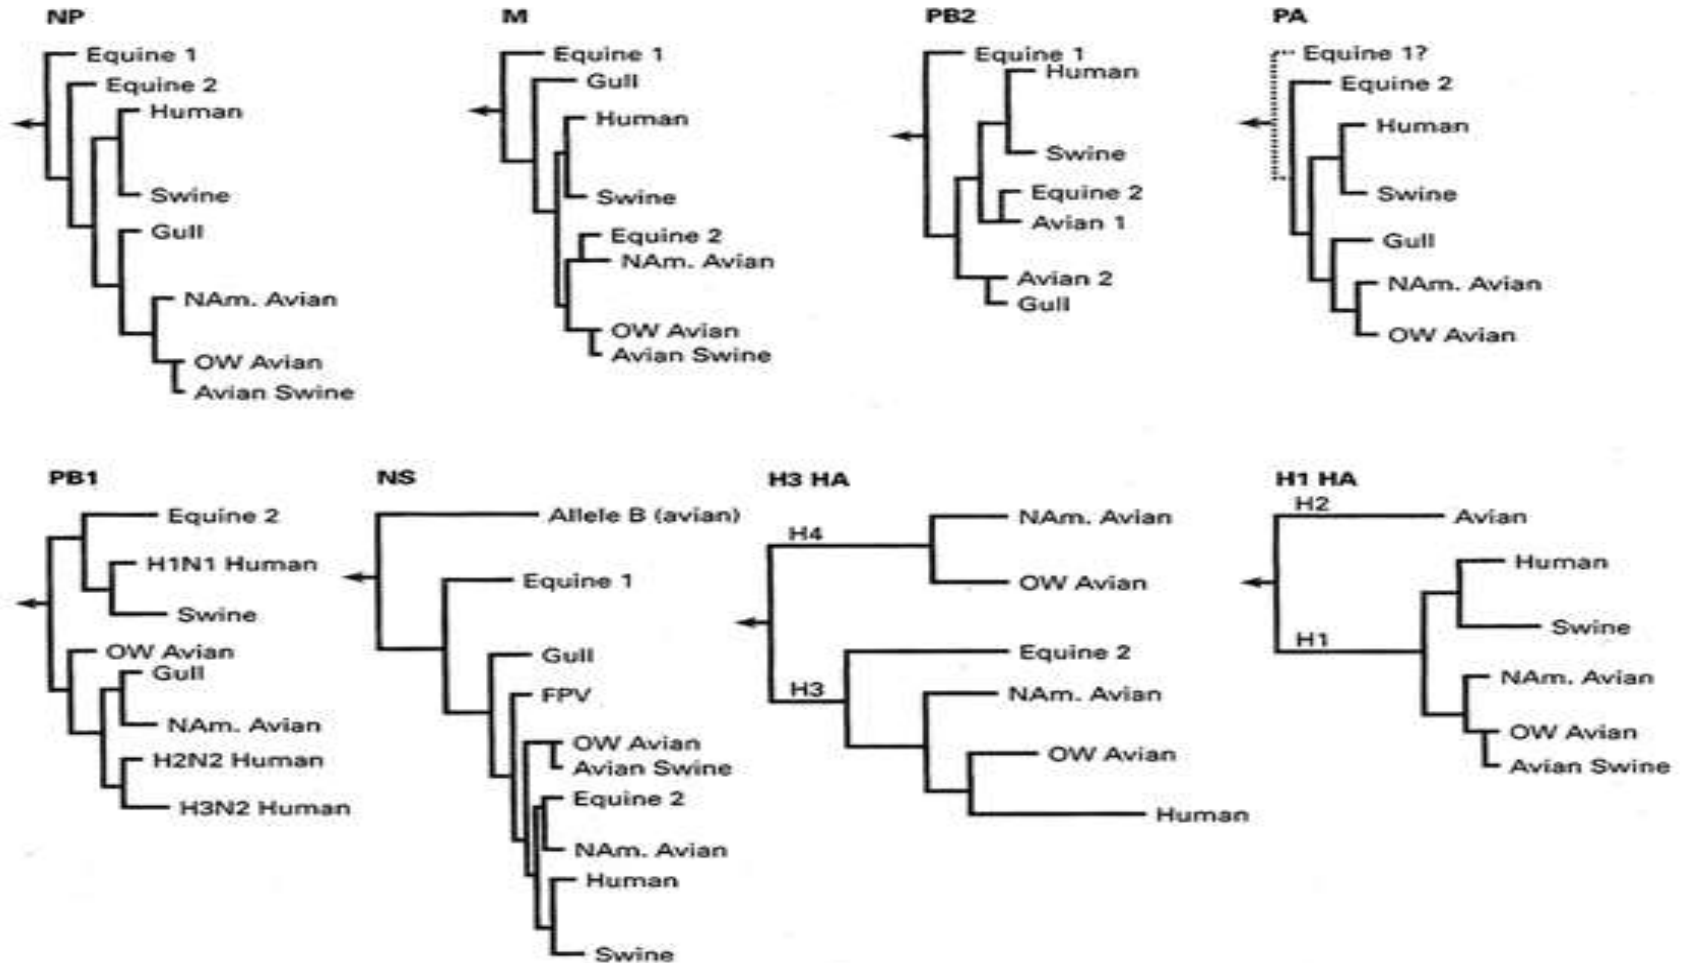 NP
Equine 1
Equine 2
Human
Swine
Gull
NAm. Avian
OW Avian
Avian Swine
M
Equine 1
Gull
Human
Swine
Equine 2
NAm. Avian
OW Avian
Avian Swine
PB2
Equine 1
Human
Swine
Equine 2
Avian 1
Avian 2
Gull
PA
Equine 1?
Equine 2
Human
Swine
Gull
NAm. Avian
OW Avian
PB1
Equine 2
H1N1 Human
Swine
OW Avian
Gull
NAm. Avian
H2N2 Human
H3N2 Human
NS
Allele B (avian)
Equine 1
Gull
FPV
OW Avian
Avian Swine
Equine 2
NAm. Avian
Human
Swine
H3 HA
H4
NAm. Avian
OW Avian
H3
Equine 2
NAm. Avian
OW Avian
Human
H1 HA
H2
Avian
Human
Swine
H1
NAm. Avian
OW Avian
Avian Swine